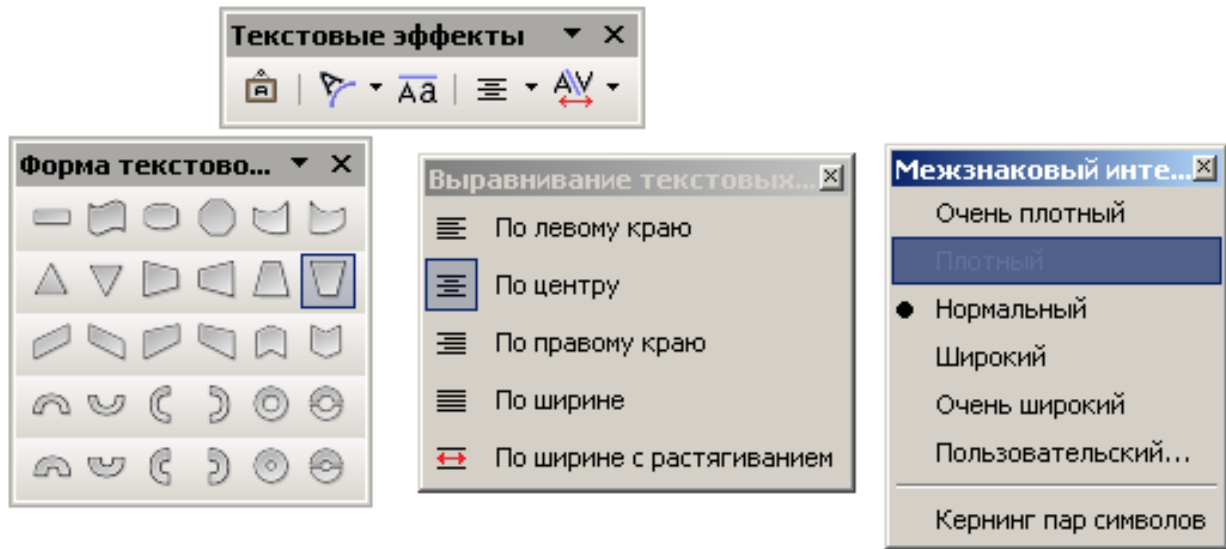 Текстовые эффекты
Форма текстово...
Выравнивание текстовых...
По левому краю
По центру
По правому краю
По ширине
По ширине с растягиванием
Межзнаковый инте...
Очень плотный
Плотный
Нормальный
Широкий
Очень широкий
Пользовательский...
Кернинг пар символов